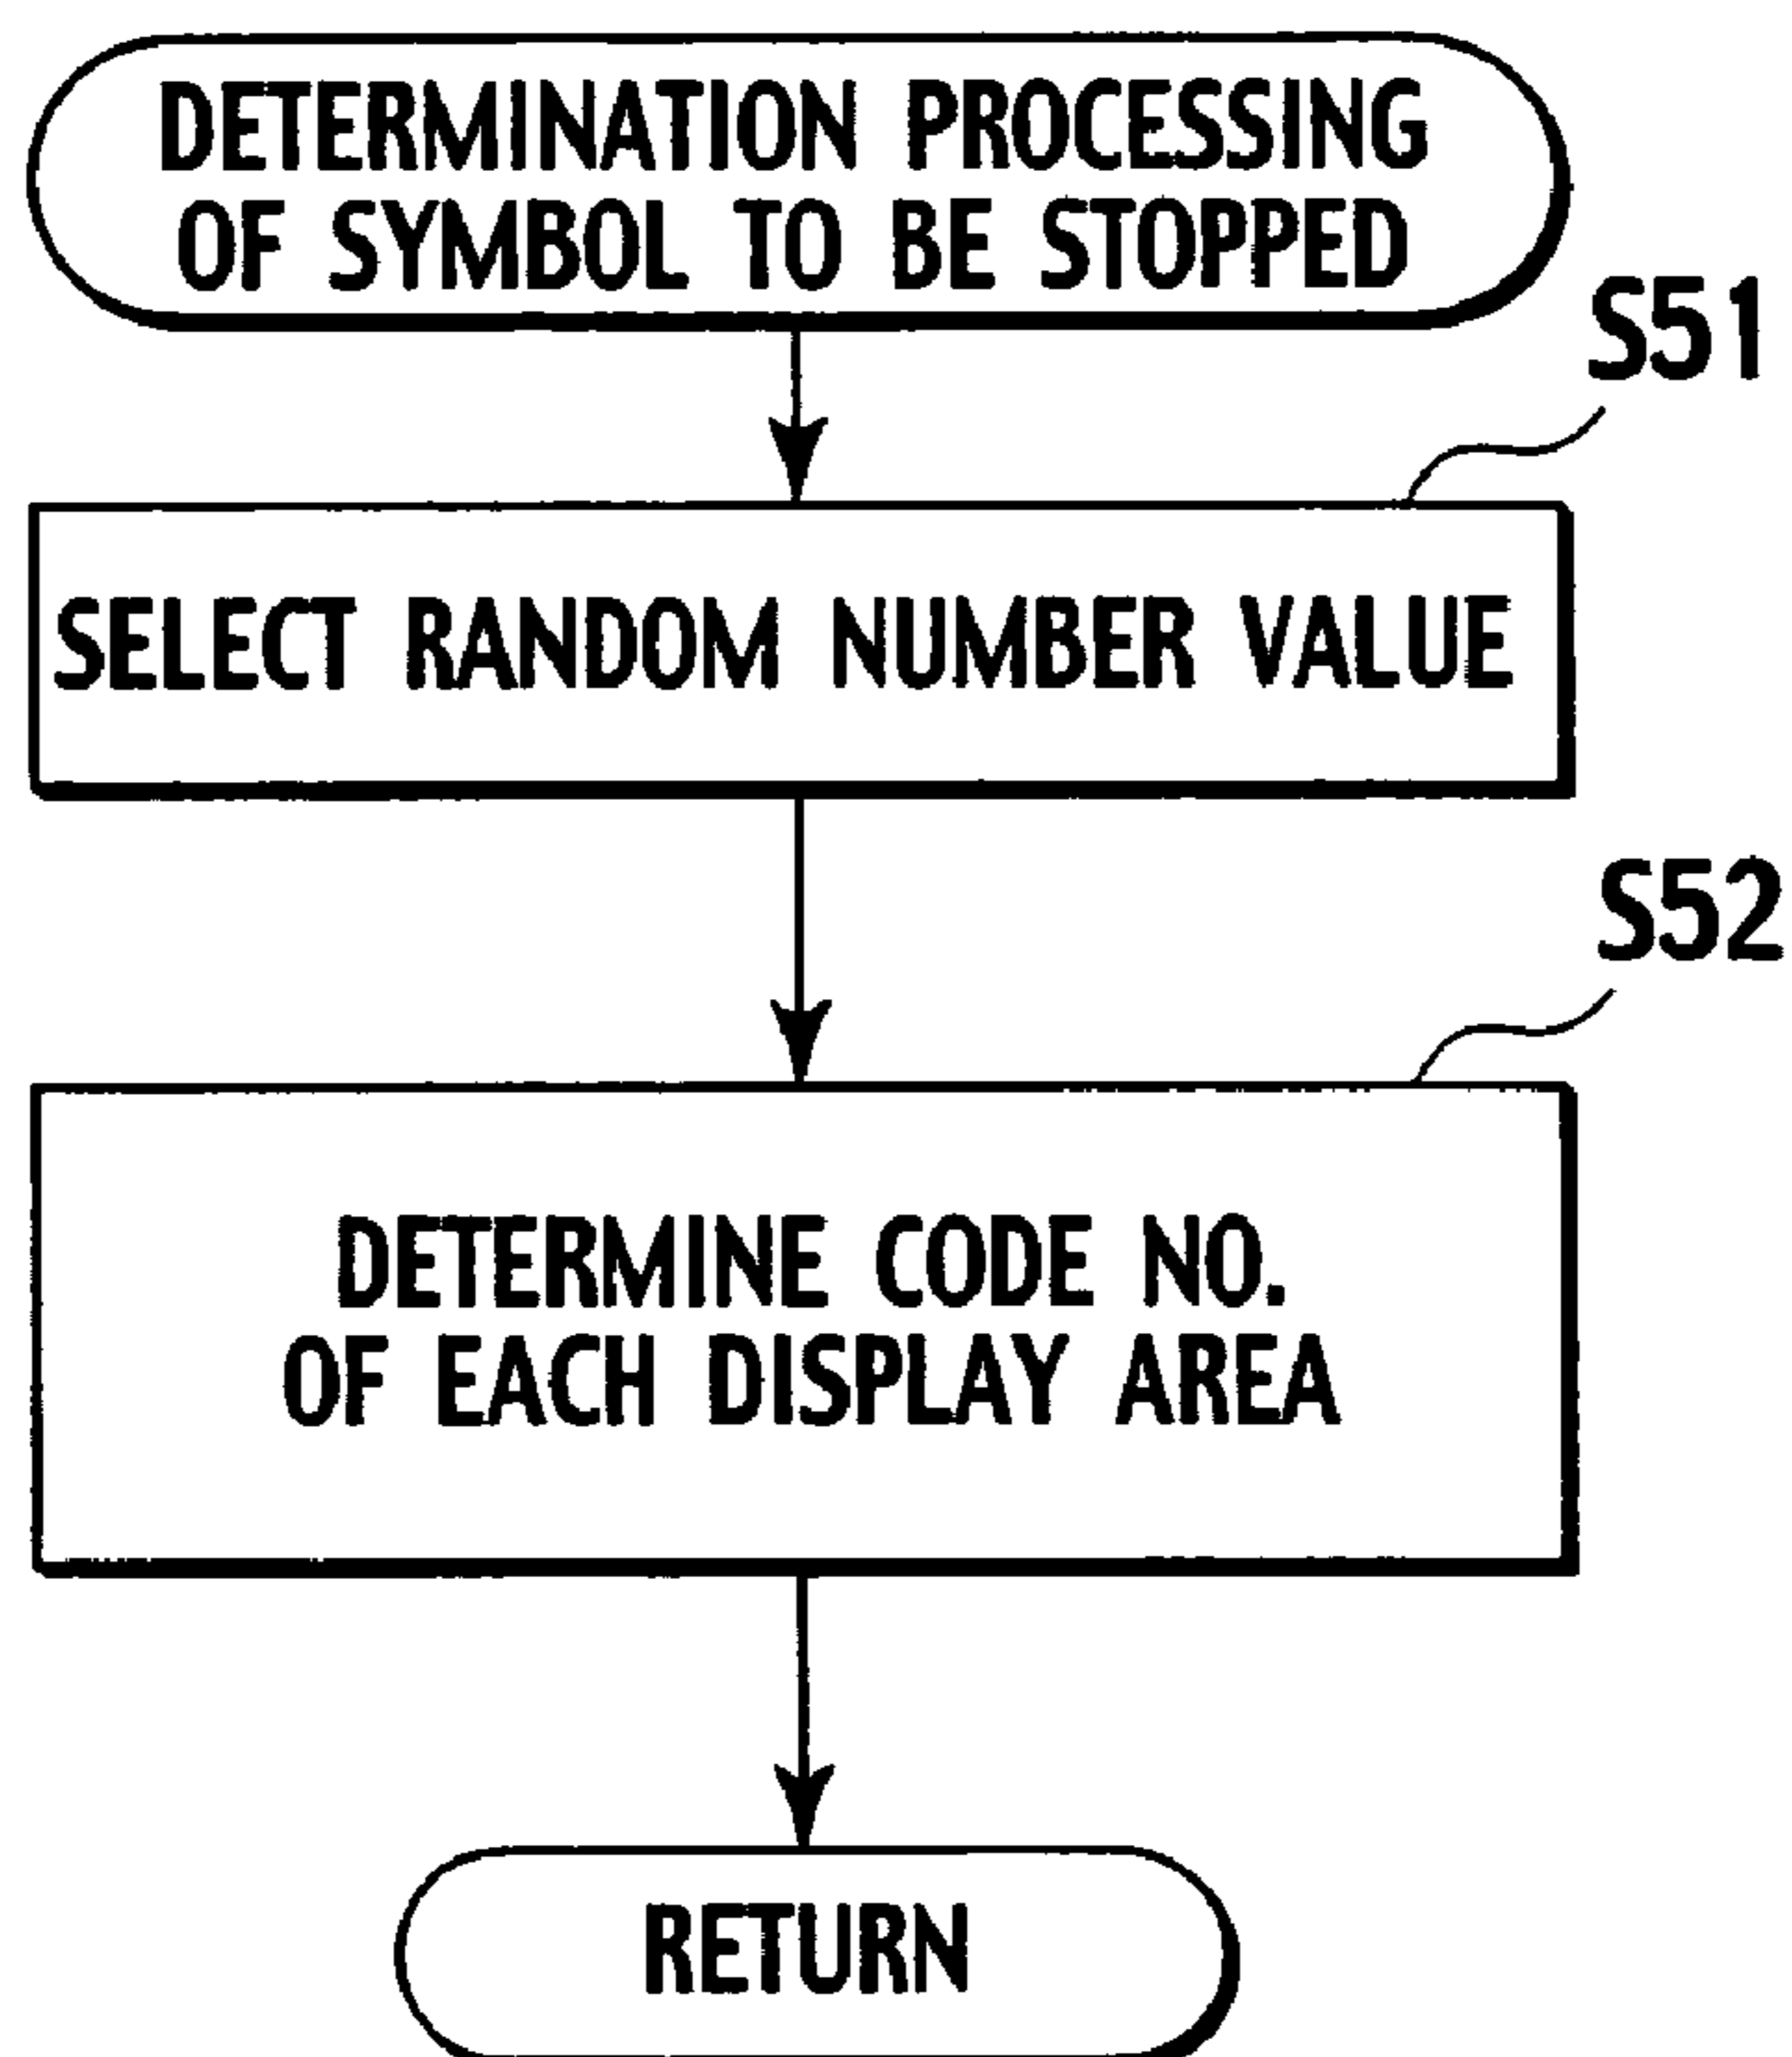 DETERMINATION PROCESSING
OF SYMBOL TO BE STOPPED
S51
SELECT RANDOM NUMBER VALUE
S52
DETERMINE CODE NO.
OF EACH DISPLAY AREA
RETURN